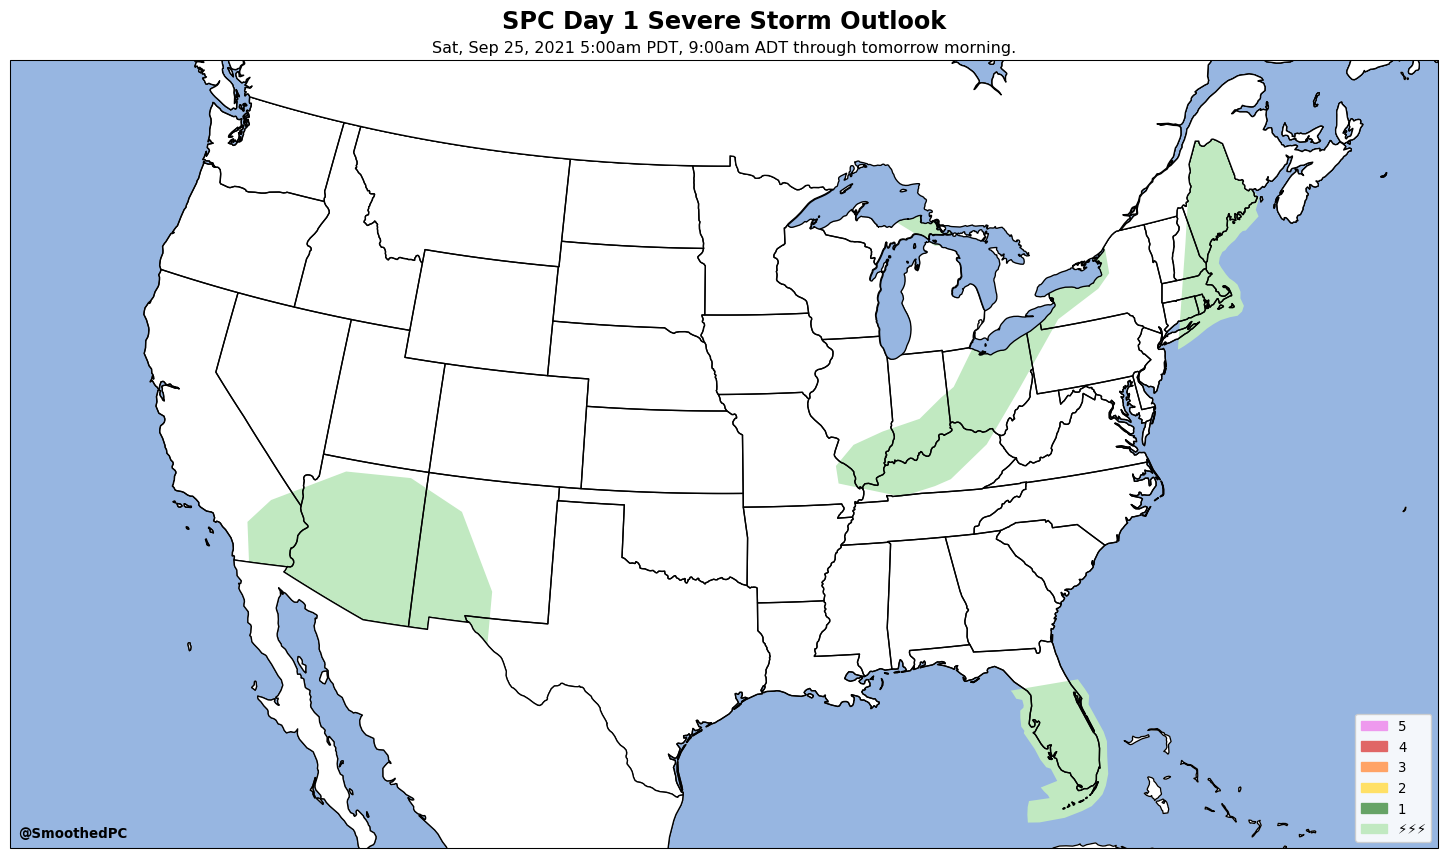 SPC Day 1 Severe Storm Outlook
Sat, Sep 25, 2021 5:00am PDT, 9:00am ADT through tomorrow morning.
5
4
3
2
1
⚡⚡⚡
@SmoothedPC